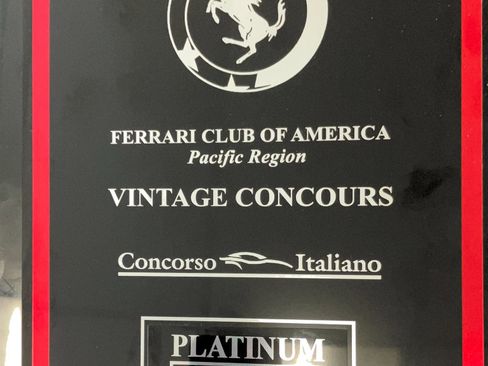 FERRARI CLUB OF AMERICA
Pacific Region
VINTAGE CONCOURS
Concorso Italiano
PLATINUM